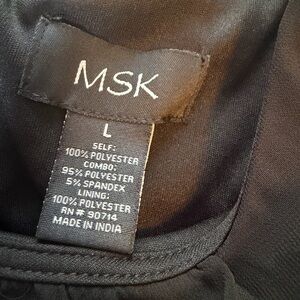 MSK
L
SELF:
100% POLYESTER
COMBO:
95% POLYESTER
5% SPANDEX
LINING:
100% POLYESTER
RN# 90714
MADE IN INDIA